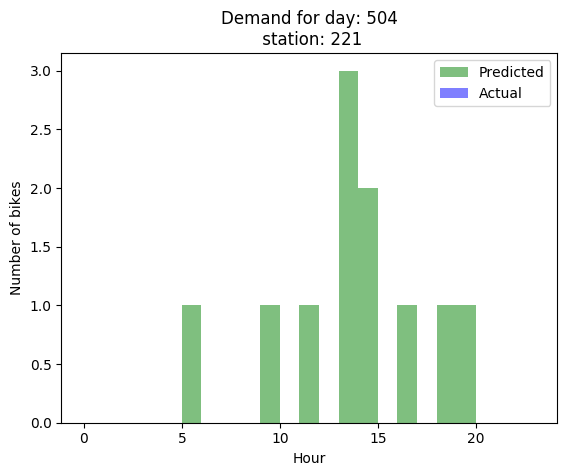 Demand for day: 504
station: 221
Predicted
Actual
3.0
2.5
2.0
1.5
1.0
0.5
0.0
Number of bikes
0
5
10
15
20
Hour